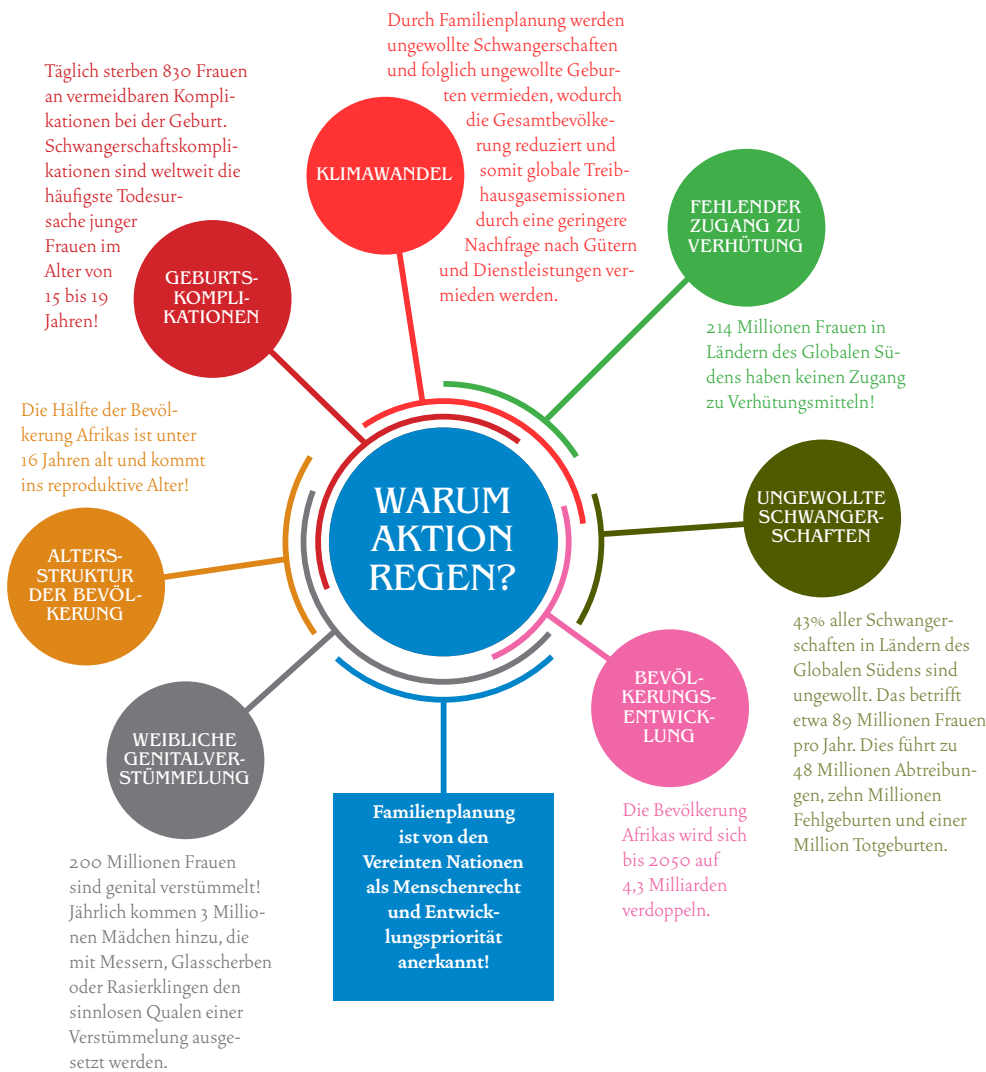 Durch Familienplanung werden
ungewollte Schwangerschaften
und folglich ungewollte Gebur-
ten vermieden, wodurch
die Gesamtbevölke-
rung reduziert und
somit globale Treib-
hausgasemissionen
durch eine geringere
Nachfrage nach Gütern
und Dienstleistungen ver-
mieden werden.
KLIMAWANDEL
Täglich sterben 830 Frauen
an vermeidbaren Kompli-
kationen bei der Geburt.
Schwangerschaftskompli-
kationen sind weltweit die
häufigste Todesur-
sache junger
Frauen im
Alter von
15 bis 19
Jahren!
GEBURTS-
KOMPLI-
KATIONEN
FEHLENDER
ZUGANG ZU
VERHÜTUNG
214 Millionen Frauen in
Ländern des Globalen Sü-
dens haben keinen Zugang
zu Verhütungsmitteln!
Die Hälfte der Bevöl-
kerung Afrikas ist unter
16 Jahren alt und kommt
ins reproduktive Alter!
ALTERS-
STRUKTUR
DER BEVÖL-
KERUNG
WARUM
AKTION
REGEN?
UNGEWOLLTE
SCHWANGER-
SCHAFTEN
43% aller Schwanger-
schaften in Ländern des
Globalen Südens sind
ungewollt. Das betrifft
etwa 89 Millionen Frauen
pro Jahr. Dies führt zu
48 Millionen Abtreibun-
gen, zehn Millionen
Fehlgeburten und einer
Million Totgeburten.
BEVÖL-
KERUNGS-
ENTWICK-
LUNG
Die Bevölkerung
Afrikas wird sich
bis 2050 auf
4,3 Milliarden
verdoppeln.
WEIBLICHE
GENITALVER-
STÜMMELUNG
200 Millionen Frauen
sind genital verstümmelt!
Jährlich kommen 3 Millio-
nen Mädchen hinzu, die
mit Messern, Glasscherben
oder Rasierklingen den
sinnlosen Qualen einer
Verstümmelung ausge-
setzt werden.
Familienplanung
ist von den
Vereinten Nationen
als Menschenrecht
und Entwick-
lungspriorität
anerkannt!